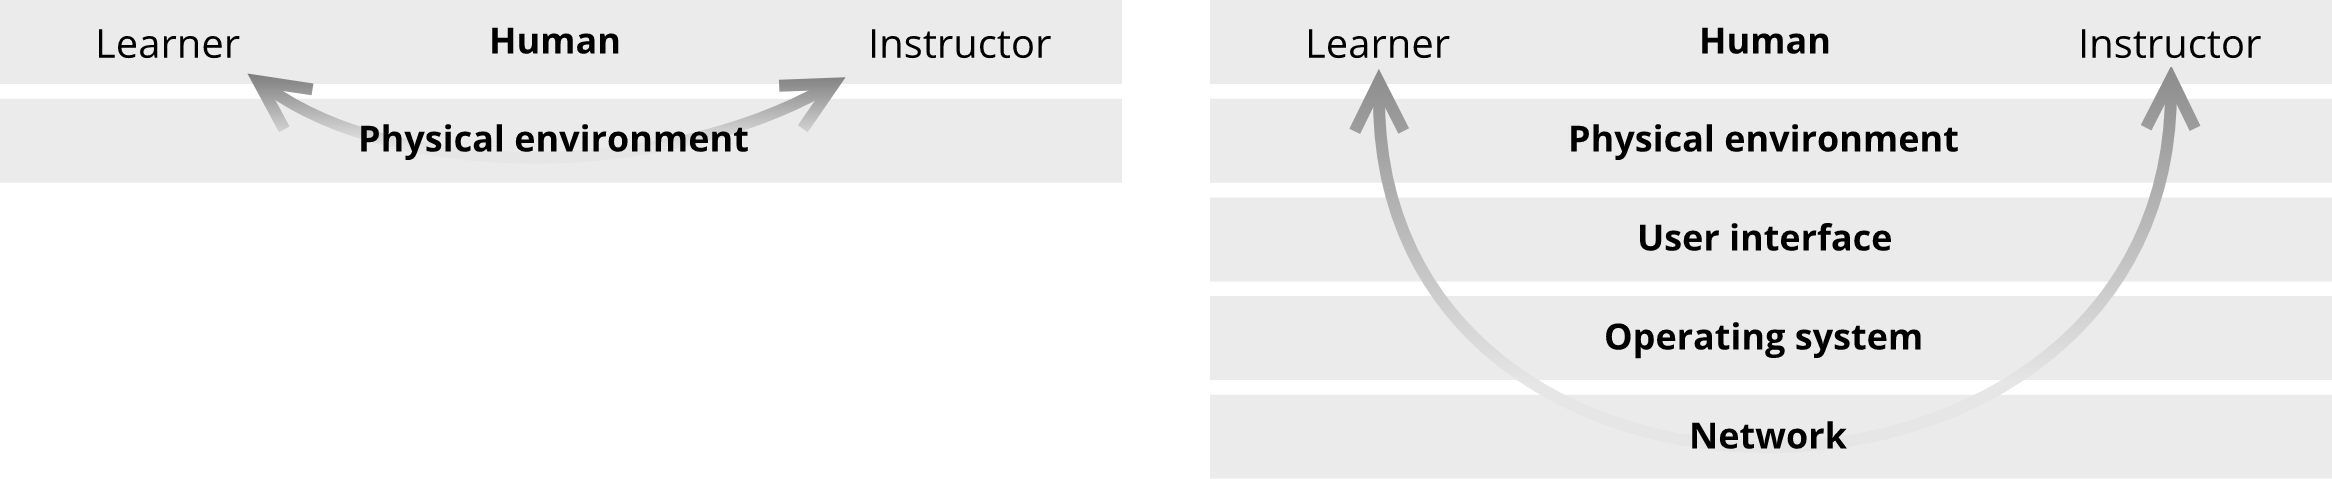 Learner Human Instructor
Physical environment
Learner Human Instructor
Physical environment
User interface
Operating system
Network